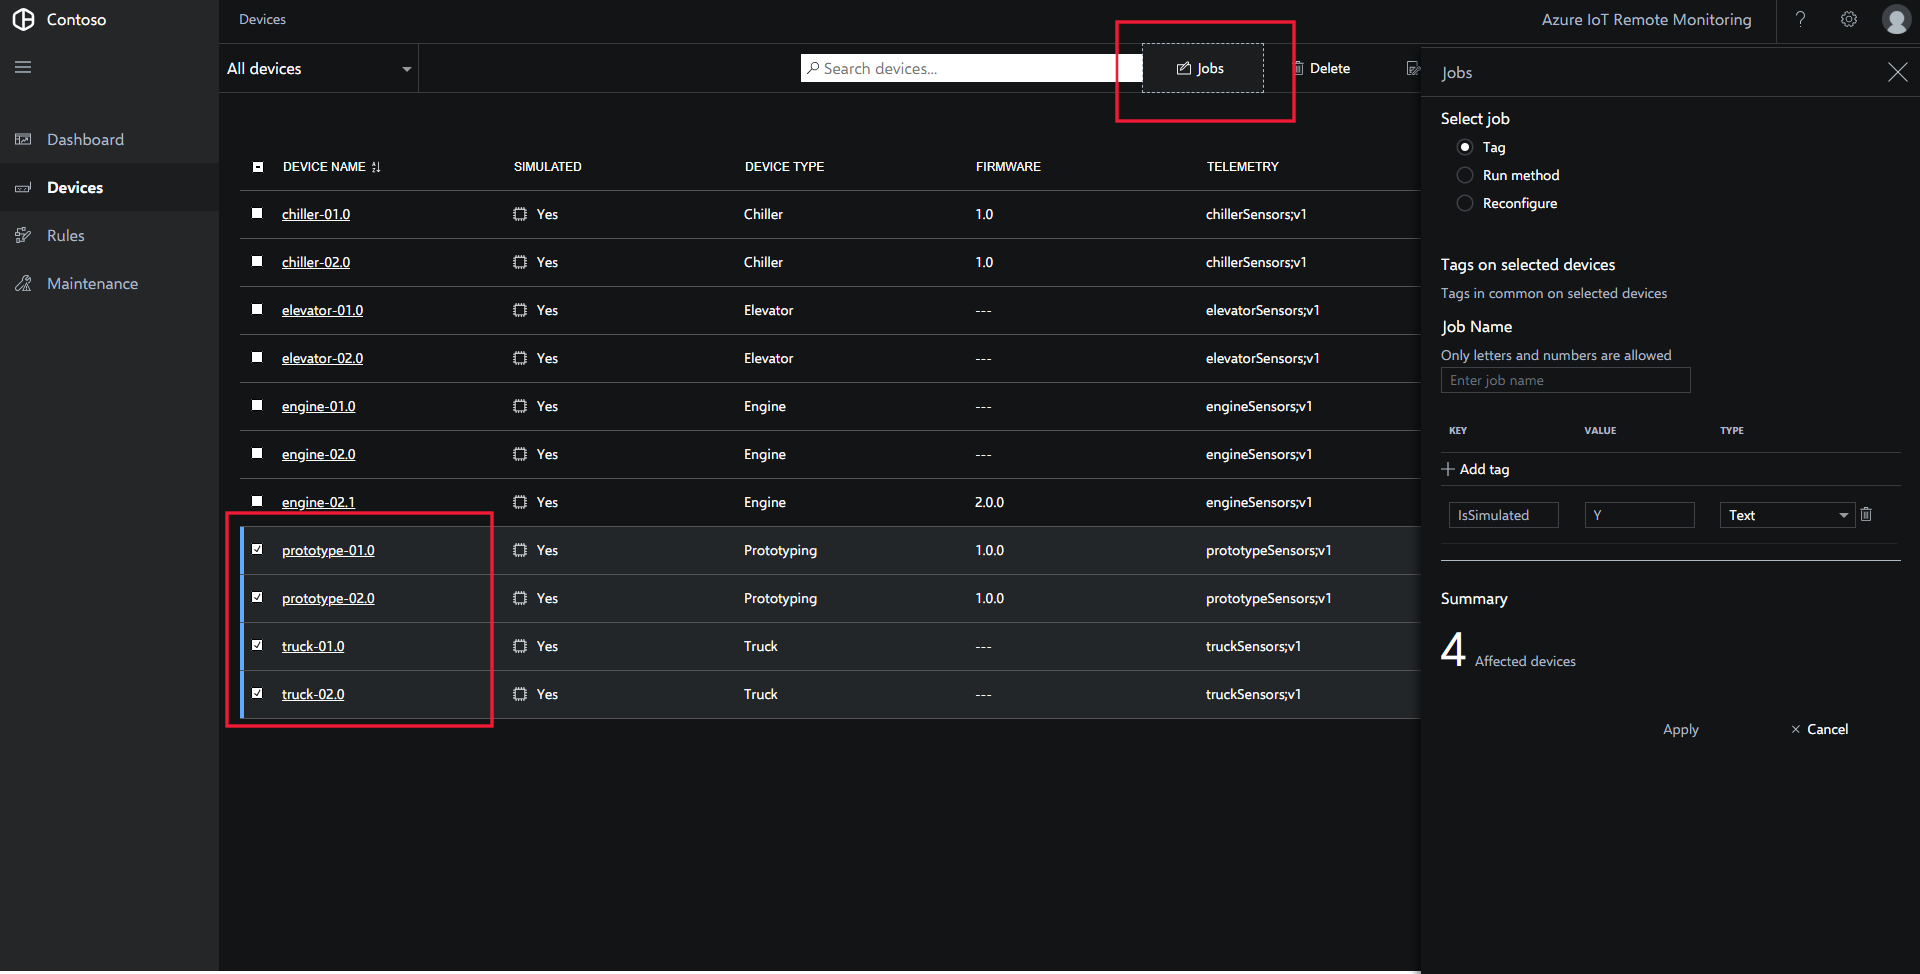 Contoso
Devices
Azure IoT Remote Monitoring
?
All devices
Search devices...
Jobs
Delete
Dashboard
Devices
Rules
Maintenance
DEVICE NAME SIMULATED DEVICE TYPE FIRMWARE TELEMETRY
chiller-01.0 Yes Chiller 1.0 chillerSensors;v1
chiller-02.0 Yes Chiller 1.0 chillerSensors;v1
elevator-01.0 Yes Elevator --- elevatorSensors;v1
elevator-02.0 Yes Elevator --- elevatorSensors;v1
engine-01.0 Yes Engine --- engineSensors;v1
engine-02.0 Yes Engine --- engineSensors;v1
engine-02.1 Yes Engine 2.0.0 engineSensors;v1
prototype-01.0 Yes Prototyping 1.0.0 prototypeSensors;v1
prototype-02.0 Yes Prototyping 1.0.0 prototypeSensors;v1
truck-01.0 Yes Truck --- truckSensors;v1
truck-02.0 Yes Truck --- truckSensors;v1
Jobs
Select job
Tag
Run method
Reconfigure
Tags on selected devices
Tags in common on selected devices
Job Name
Only letters and numbers are allowed
Enter job name
KEY VALUE TYPE
Add tag
IsSimulated Y Text
Summary
4 Affected devices
Apply Cancel